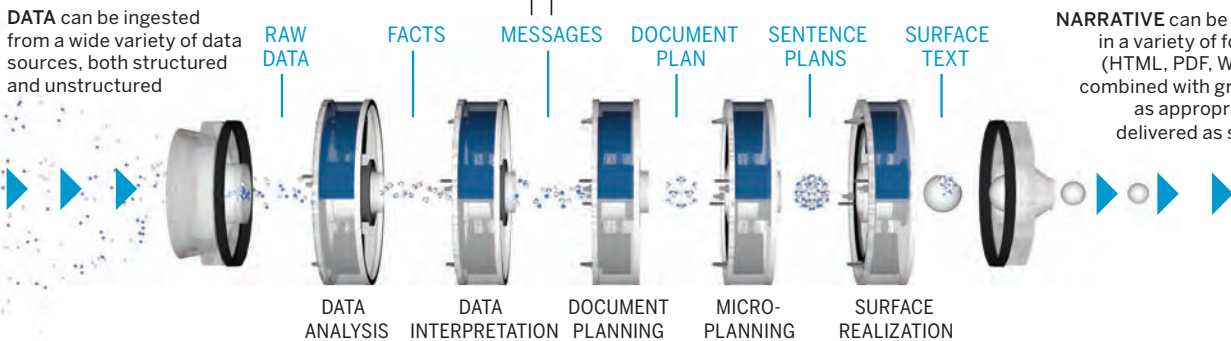 DATA can be ingested
from a wide variety of data
sources, both structured
and unstructured
RAW
DATA
FACTS
MESSAGES
DOCUMENT
PLAN
SENTENCE
PLANS
SURFACE
TEXT
NARRATIVE can be
in a variety of fo
(HTML, PDF, W
combined with gr
as appropr
delivered as s
DATA
ANALYSIS
DATA
INTERPRETATION
DOCUMENT
PLANNING
MICRO-
PLANNING
SURFACE
REALIZATION